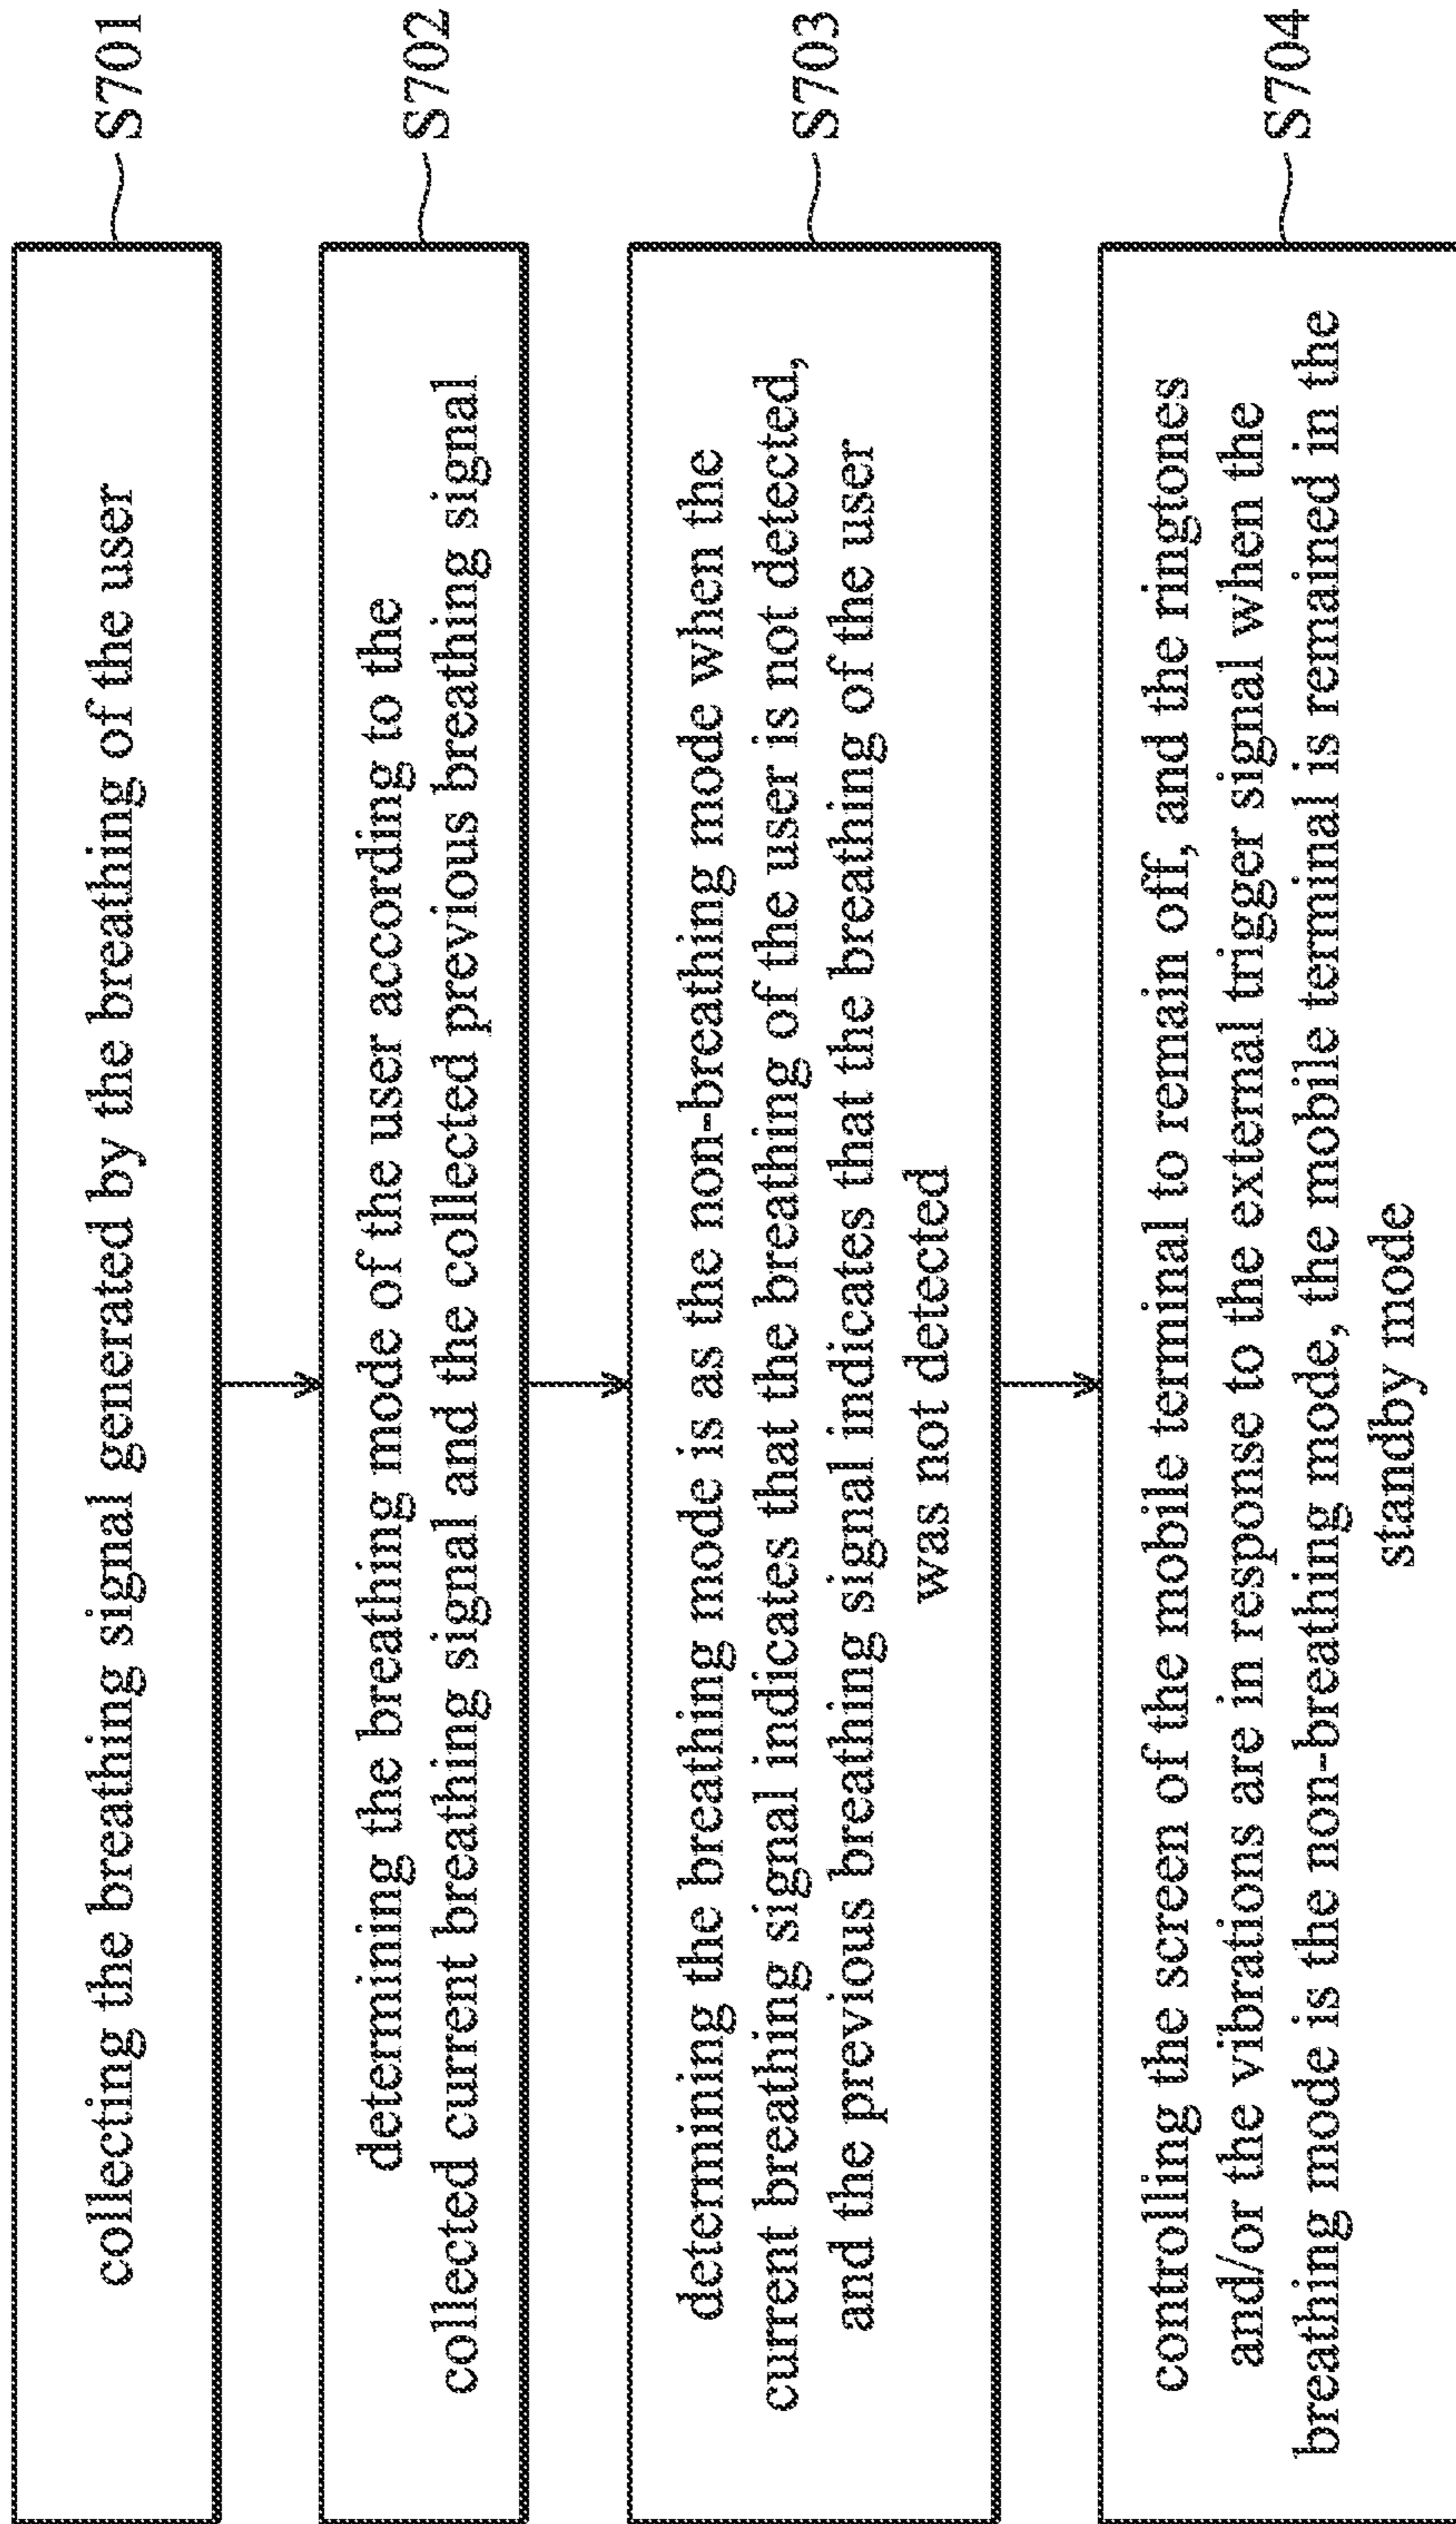 collecting the breathing signal generated by the breathing of the user
S701
determining the breathing mode of the user according to the
collected current breathing signal and the collected previous breathing signal
S702
determining the breathing mode is as the non-breathing mode when the
current breathing signal indicates that the breathing of the user is not detected,
and the previous breathing signal indicates that the breathing of the user
was not detected
S703
controlling the screen of the mobile terminal to remain off, and the ringtones
and/or the vibrations are in response to the external trigger signal when the
breathing mode is the non-breathing mode, the mobile terminal is remained in the
standby mode
S704